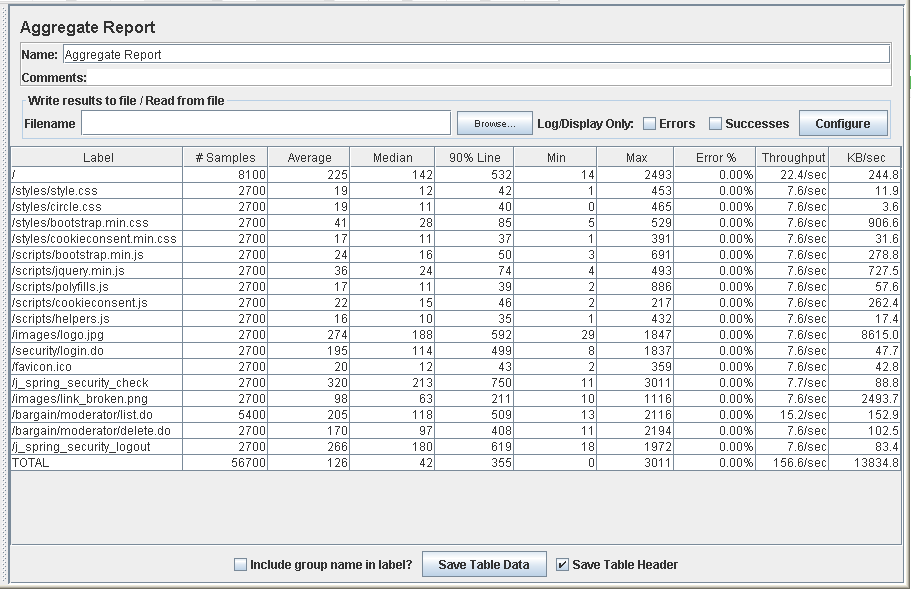 Aggregate Report
Name: Aggregate Report
Comments:
Write results to file / Read from file
Filename Browse... Log/Display Only: Errors Successes Configure
Label # Samples Average Median 90% Line Min Max Error % Throughput KB/sec
/ 8100 225 142 532 14 2493 0.00% 22.4/sec 244.8
/styles/style.css 2700 19 12 42 1 453 0.00% 7.6/sec 11.9
/styles/circle.css 2700 19 11 40 0 465 0.00% 7.6/sec 3.6
/styles/bootstrap.min.css 2700 41 28 85 5 529 0.00% 7.6/sec 906.6
/styles/cookieconsent.min.css 2700 17 11 37 1 391 0.00% 7.6/sec 31.6
/scripts/bootstrap.min.js 2700 24 16 50 3 691 0.00% 7.6/sec 278.8
/scripts/jquery.min.js 2700 36 24 74 4 493 0.00% 7.6/sec 727.5
/scripts/polyfills.js 2700 17 11 39 2 886 0.00% 7.6/sec 57.6
/scripts/cookieconsent.js 2700 22 15 46 2 217 0.00% 7.6/sec 262.4
/scripts/helpers.js 2700 16 10 35 1 432 0.00% 7.6/sec 17.4
/images/logo.jpg 2700 274 188 592 29 1847 0.00% 7.6/sec 8615.0
/security/login.do 2700 195 114 499 8 1837 0.00% 7.6/sec 47.7
/favicon.ico 2700 20 12 43 2 359 0.00% 7.6/sec 42.8
/j_spring_security_check 2700 320 213 750 11 3011 0.00% 7.7/sec 88.8
/images/link_broken.png 2700 98 63 211 10 1116 0.00% 7.6/sec 2493.7
/bargain/moderator/list.do 5400 205 118 509 13 2116 0.00% 15.2/sec 152.9
/bargain/moderator/delete.do 2700 170 97 408 11 2194 0.00% 7.6/sec 102.5
/j_spring_security_logout 2700 266 180 619 18 1972 0.00% 7.6/sec 83.4
TOTAL 56700 126 42 355 0 3011 0.00% 156.6/sec 13834.8
Include group name in label? Save Table Data Save Table Header